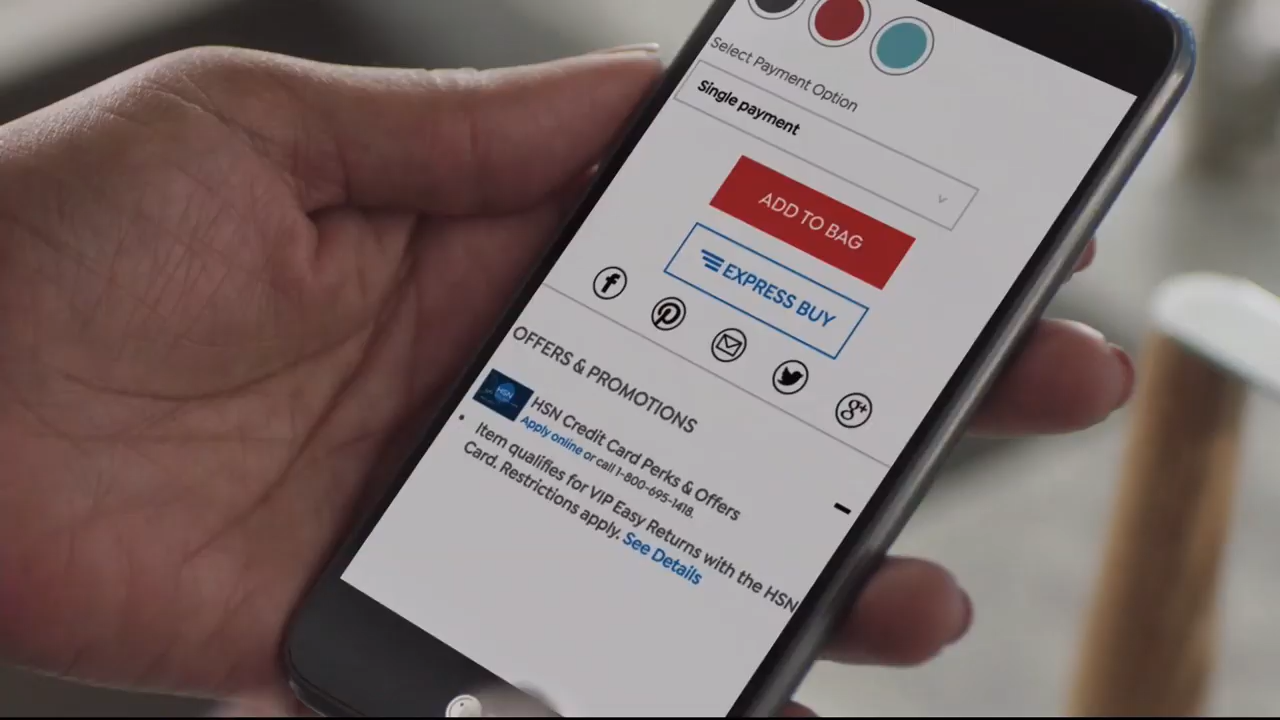 Select Payment Option
Single payment
ADD TO BAG
EXPRESS BUY
OFFERS & PROMOTIONS
HSN
HSN Credit Card Perks & Offers
Apply online or call 1-800-695-1418.
Item qualifies for VIP Easy Returns with the HSN
Card. Restrictions apply. See Details